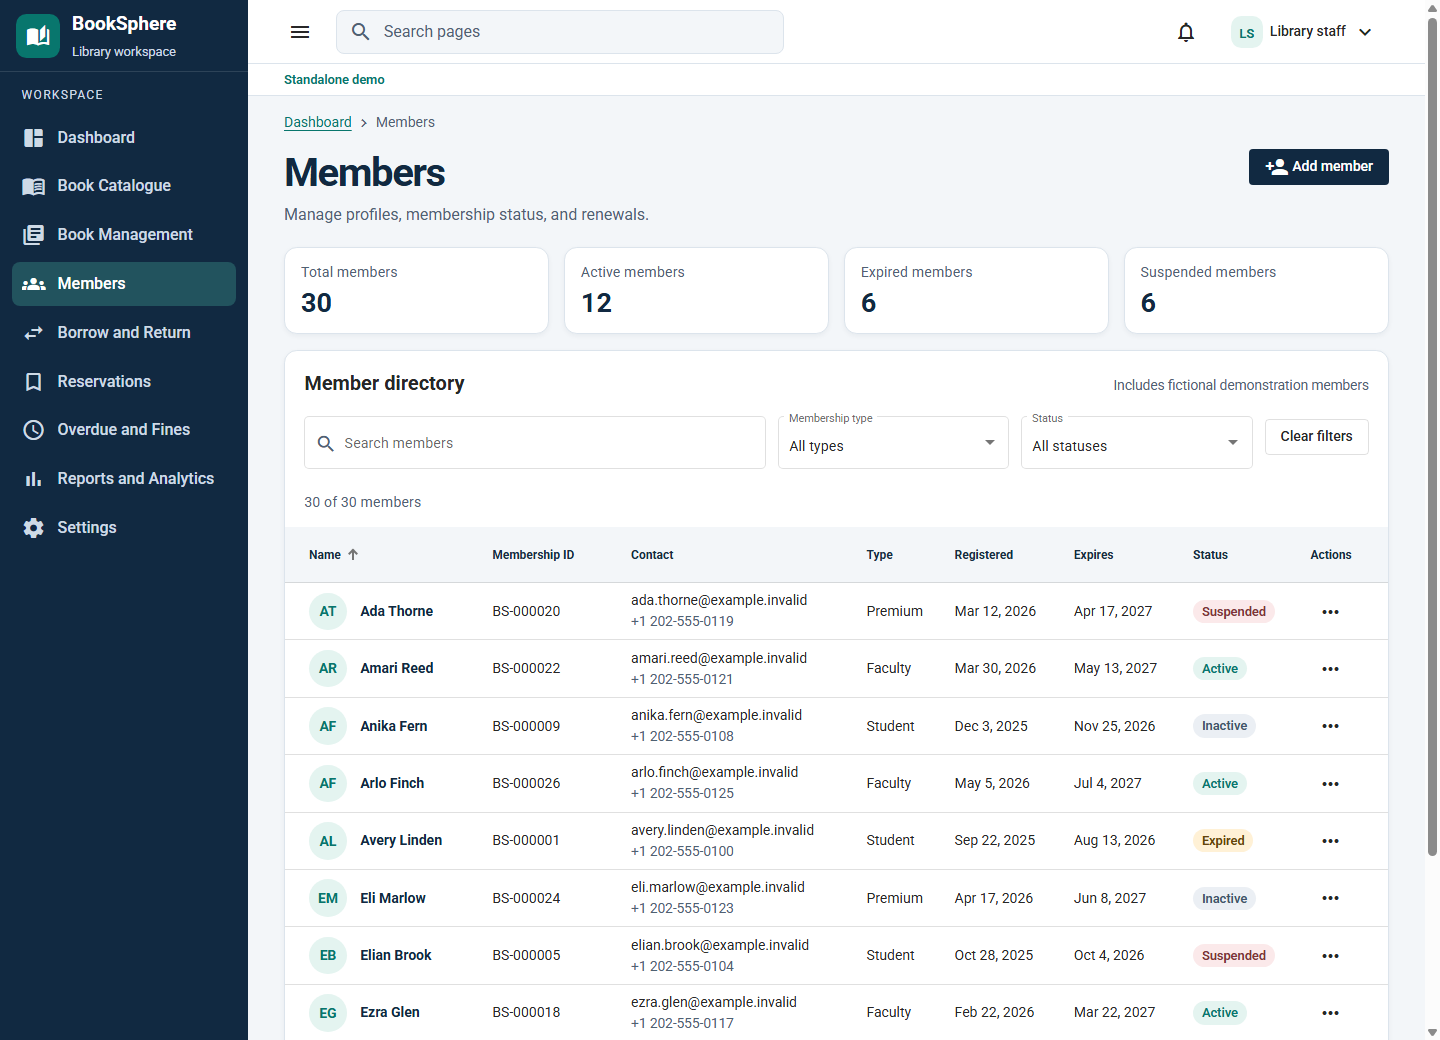 BookSphere
Library workspace
WORKSPACE
Dashboard
Book Catalogue
Book Management
Members
Borrow and Return
Reservations
Overdue and Fines
Reports and Analytics
Settings
Search pages
LS Library staff
Standalone demo
Dashboard > Members
Members
Add member
Manage profiles, membership status, and renewals.
Total members
30
Active members
12
Expired members
6
Suspended members
6
Member directory
Includes fictional demonstration members
Search members
Membership type
All types
Status
All statuses
Clear filters
30 of 30 members
Name Membership ID Contact Type Registered Expires Status Actions
AT Ada Thorne BS-000020 ada.thorne@example.invalid Premium Mar 12, 2026 Apr 17, 2027 Suspended
+1 202-555-0119
AR Amari Reed BS-000022 amari.reed@example.invalid Faculty Mar 30, 2026 May 13, 2027 Active
+1 202-555-0121
AF Anika Fern BS-000009 anika.fern@example.invalid Student Dec 3, 2025 Nov 25, 2026 Inactive
+1 202-555-0108
AF Arlo Finch BS-000026 arlo.finch@example.invalid Faculty May 5, 2026 Jul 4, 2027 Active
+1 202-555-0125
AL Avery Linden BS-000001 avery.linden@example.invalid Student Sep 22, 2025 Aug 13, 2026 Expired
+1 202-555-0100
EM Eli Marlow BS-000024 eli.marlow@example.invalid Premium Apr 17, 2026 Jun 8, 2027 Inactive
+1 202-555-0123
EB Elian Brook BS-000005 elian.brook@example.invalid Student Oct 28, 2025 Oct 4, 2026 Suspended
+1 202-555-0104
EG Ezra Glen BS-000018 ezra.glen@example.invalid Faculty Feb 22, 2026 Mar 22, 2027 Active
+1 202-555-0117